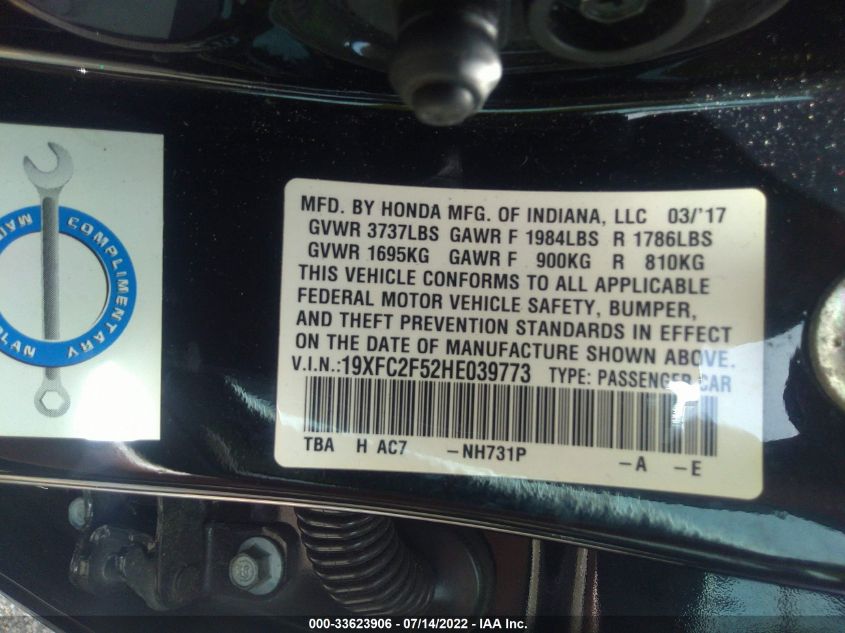 MFD. BY HONDA MFG. OF INDIANA, LLC 03/'17
GVWR 3737LBS GAWR F 1984LBS R 1786LBS
GVWR 1695KG GAWR F 900KG R 810KG
THIS VEHICLE CONFORMS TO ALL APPLICABLE
FEDERAL MOTOR VEHICLE SAFETY, BUMPER,
AND THEFT PREVENTION STANDARDS IN EFFECT
ON THE DATE OF MANUFACTURE SHOWN ABOVE.
V.I.N.:19XFC2F52HE039773 TYPE: PASSENGER CAR
TBA H AC7 –NH731P –A –E
COMPLIMENTARY
000-33623906 - 07/14/2022 - IAA Inc.